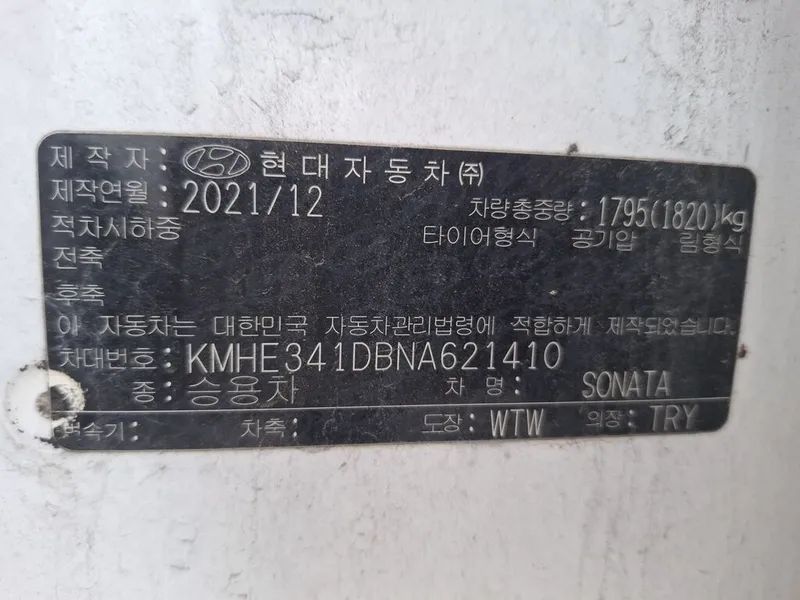 제작자: 현대자동차㈜
제작연월: 2021/12 차량총중량: 1795(1820)kg
적차시하중 타이어형식 공기압 림형식
전축
후축
이 자동차는 대한민국 자동차관리법령에 적합하게 제작되었습니다.
차대번호: KMHE341DBNA621410
종: 승용차 차명: SONATA
변속기: 차축: 도장: WTW 의장: TRY